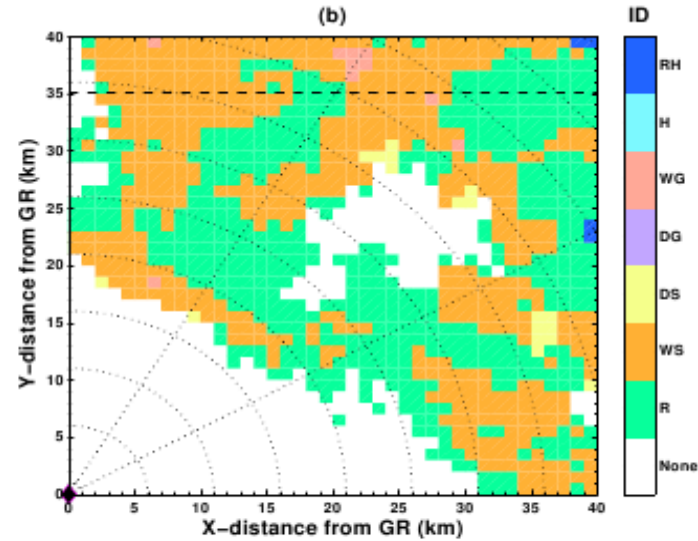 (b) ID
40
35
30
25
20
15
10
5
0
Y-distance from GR (km)
5 10 15 20 25 30 35 40
X-distance from GR (km)
RH
H
WG
DG
DS
WS
R
None